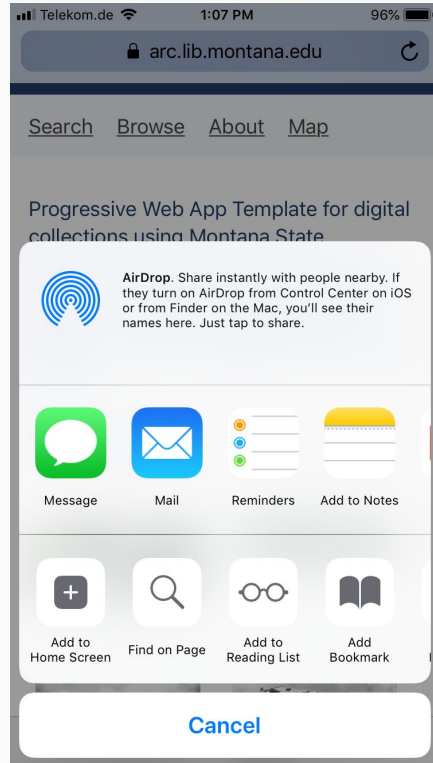 Telekom.de 1:07 PM 96%
arc.lib.montana.edu
Search Browse About Map
Progressive Web App Template for digital
collections using Montana State
AirDrop. Share instantly with people nearby. If
they turn on AirDrop from Control Center on iOS
or from Finder on the Mac, you'll see their
names here. Just tap to share.
Message Mail Reminders Add to Notes
Add to
Home Screen
Find on Page
Add to
Reading List
Add
Bookmark
Cancel